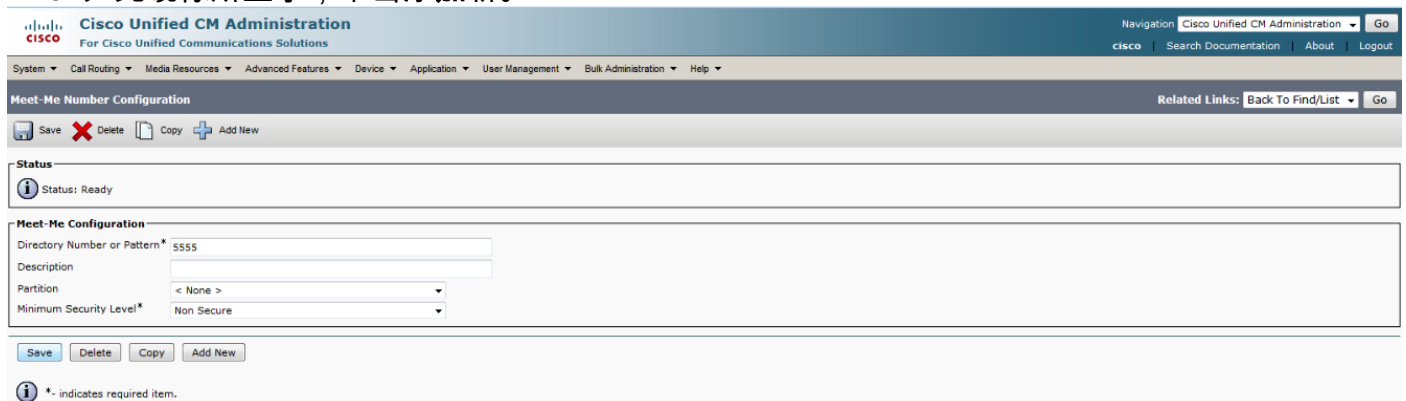 Cisco Unified CM Administration
CISCO
For Cisco Unified Communications Solutions
Navigation Cisco Unified CM Administration Go
cisco | Search Documentation | About | Logout
System Call Routing Media Resources Advanced Features Device Application User Management Bulk Administration Help
Meet-Me Number Configuration
Related Links: Back To Find/List Go
Save Delete Copy Add New
Status
Status: Ready
Meet-Me Configuration
Directory Number or Pattern* 5555
Description
Partition < None >
Minimum Security Level* Non Secure
Save Delete Copy Add New
*- indicates required item.